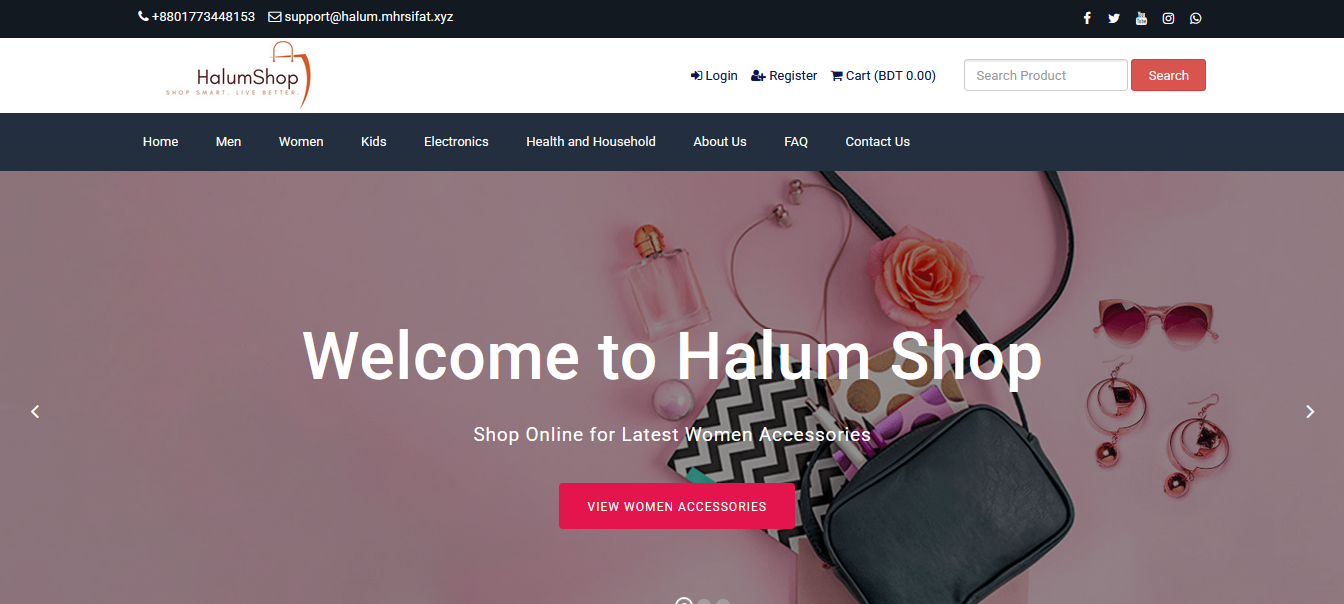 +8801773448153 support@halum.mhrsifat.xyz
HalumShop
SHOP SMART. LIVE BETTER.
Login Register Cart (BDT 0.00) Search Product Search
Home Men Women Kids Electronics Health and Household About Us FAQ Contact Us
Welcome to Halum Shop
Shop Online for Latest Women Accessories
VIEW WOMEN ACCESSORIES